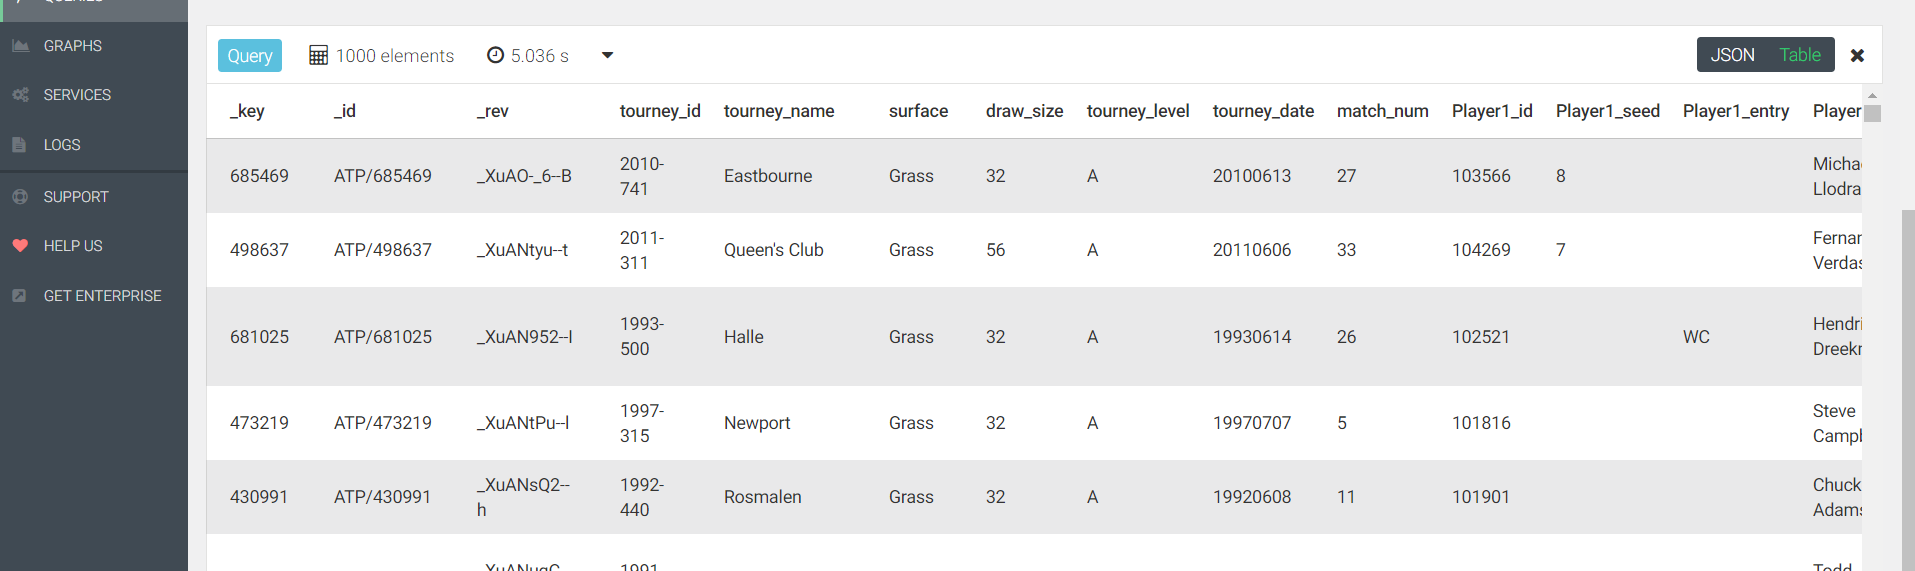 QUERIES
GRAPHS
SERVICES
LOGS
SUPPORT
HELP US
GET ENTERPRISE
Query 1000 elements 5.036 s JSON Table
_key _id _rev tourney_id tourney_name surface draw_size tourney_level tourney_date match_num Player1_id Player1_seed Player1_entry Player
685469 ATP/685469 _XuAO-_6--B 2010-741 Eastbourne Grass 32 A 20100613 27 103566 8 Michae Llodra
498637 ATP/498637 _XuANtyu--t 2011-311 Queen's Club Grass 56 A 20110606 33 104269 7 Fernan Verdas
681025 ATP/681025 _XuAN952--I 1993-500 Halle Grass 32 A 19930614 26 102521 WC Hendri Dreek
473219 ATP/473219 _XuANtPu--I 1997-315 Newport Grass 32 A 19970707 5 101816 Steve Campb
430991 ATP/430991 _XuANsQ2--h 1992-440 Rosmalen Grass 32 A 19920608 11 101901 Chuck Adams
1991 Todd